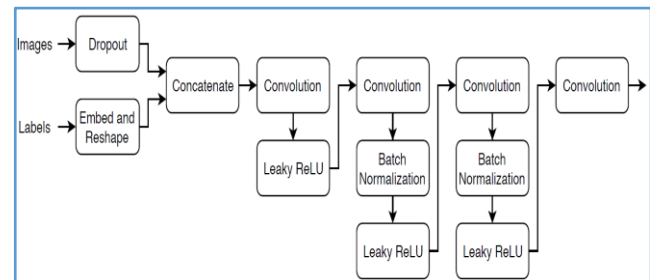 Images
Dropout
Labels
Embed and
Reshape
Concatenate
Convolution
Leaky ReLU
Convolution
Batch
Normalization
Leaky ReLU
Convolution
Batch
Normalization
Leaky ReLU
Convolution